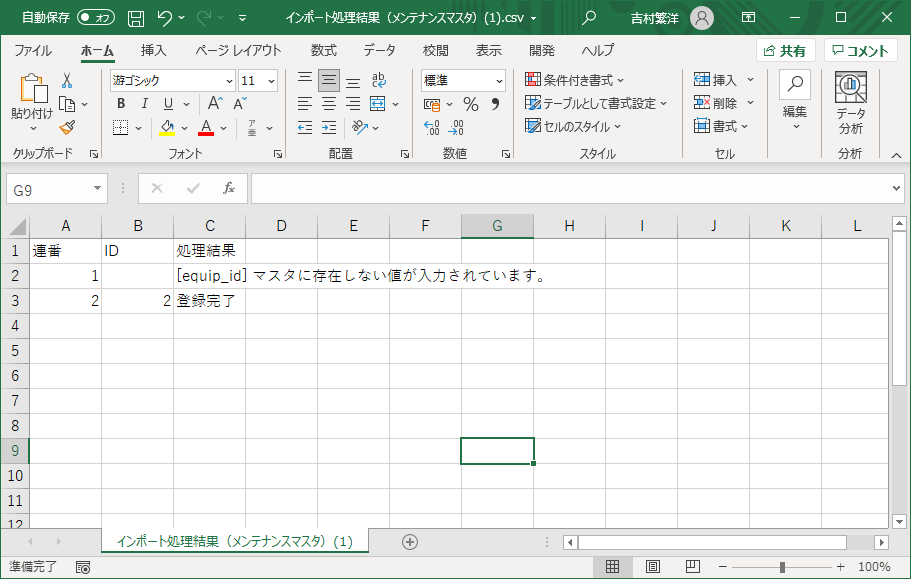 自動保存 オフ インポート処理結果（メンテナンスマスタ）(1).csv 吉村繁洋
ファイル ホーム 挿入 ページ レイアウト 数式 データ 校閲 表示 開発 ヘルプ 共有 コメント
貼り付け
クリップボード
游ゴシック 11
B I U A A
A ア 亜
フォント
ab
配置
標準
% 9
.00 .00
数値
条件付き書式
テーブルとして書式設定
セルのスタイル
スタイル
挿入
削除
書式
セル
編集
データ
分析
分析
G9 fx
A B C D E F G H I J K L
1 連番 ID 処理結果
2 1 [equip_id] マスタに存在しない値が入力されています。
3 2 2 登録完了
4
5
6
7
8
9
10
11
12
インポート処理結果（メンテナンスマスタ）(1)
準備完了 100%